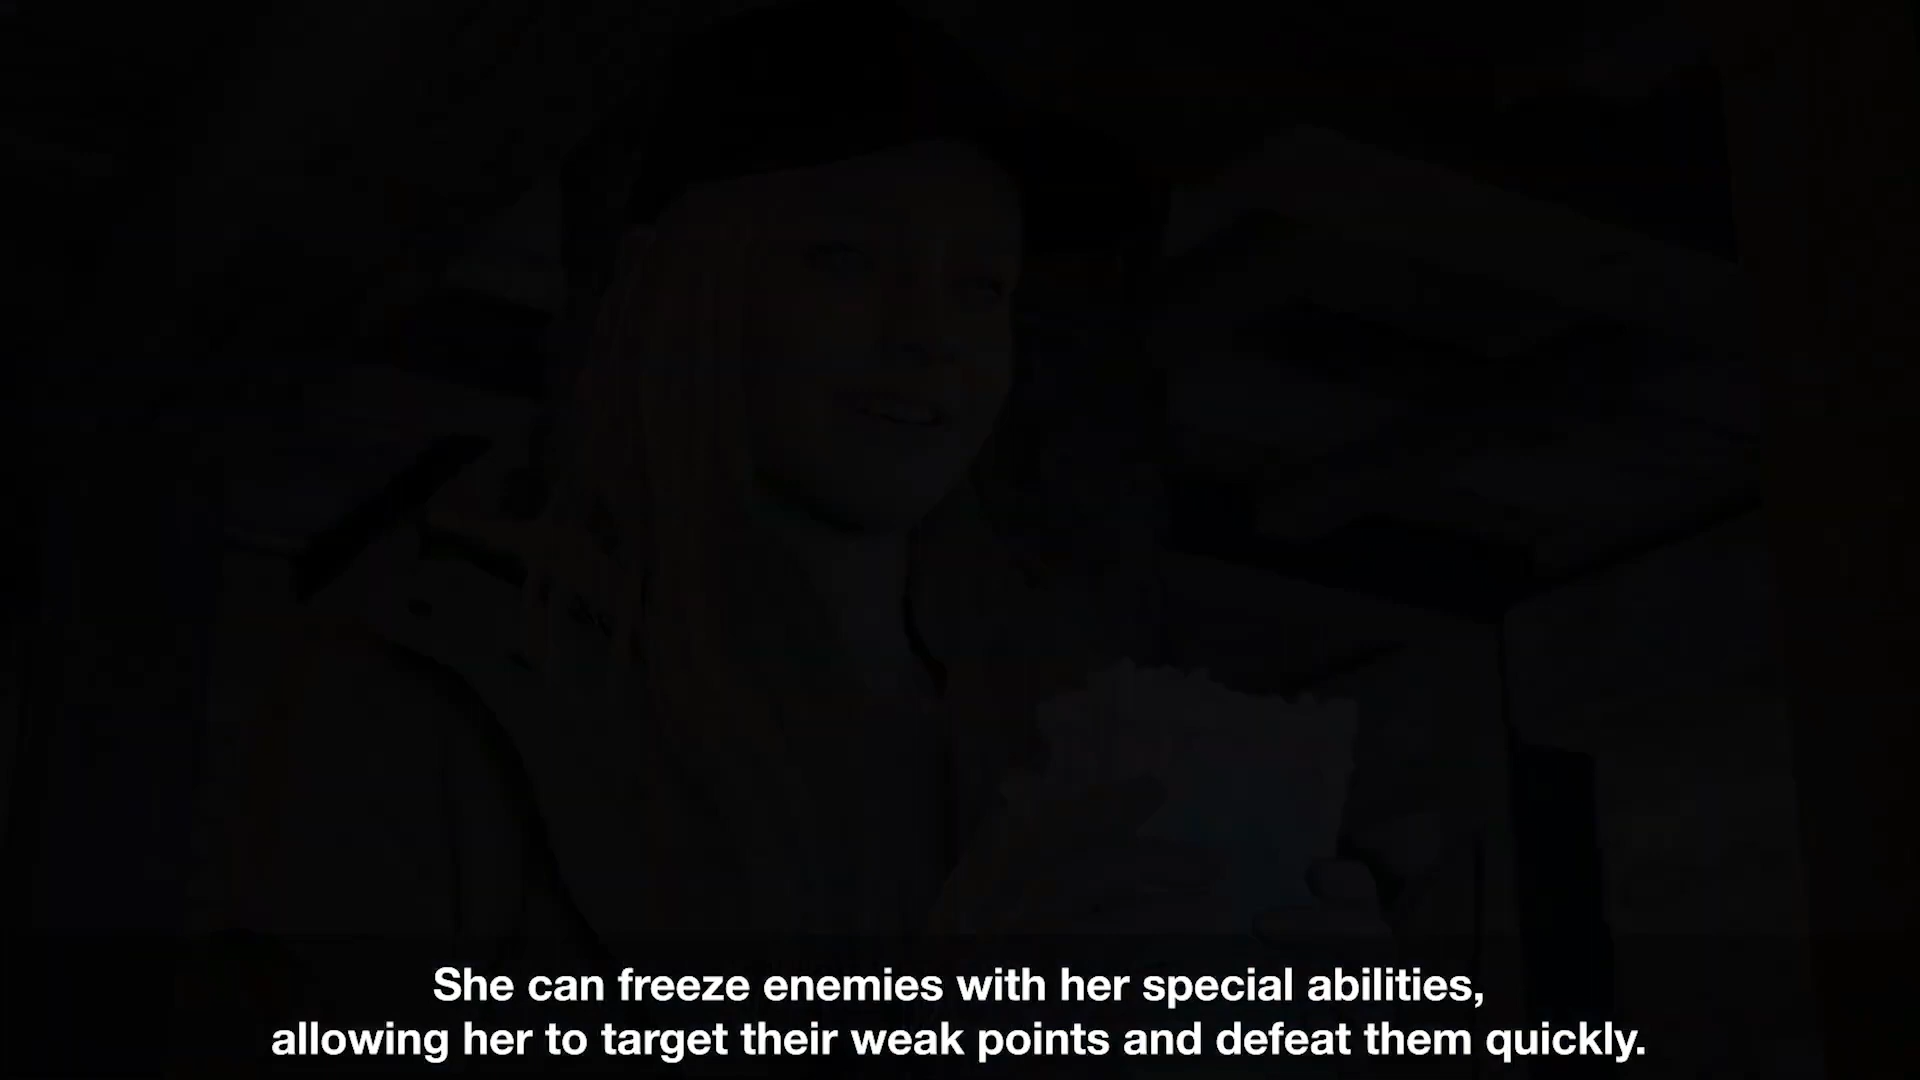 She can freeze enemies with her special abilities,
allowing her to target their weak points and defeat them quickly.